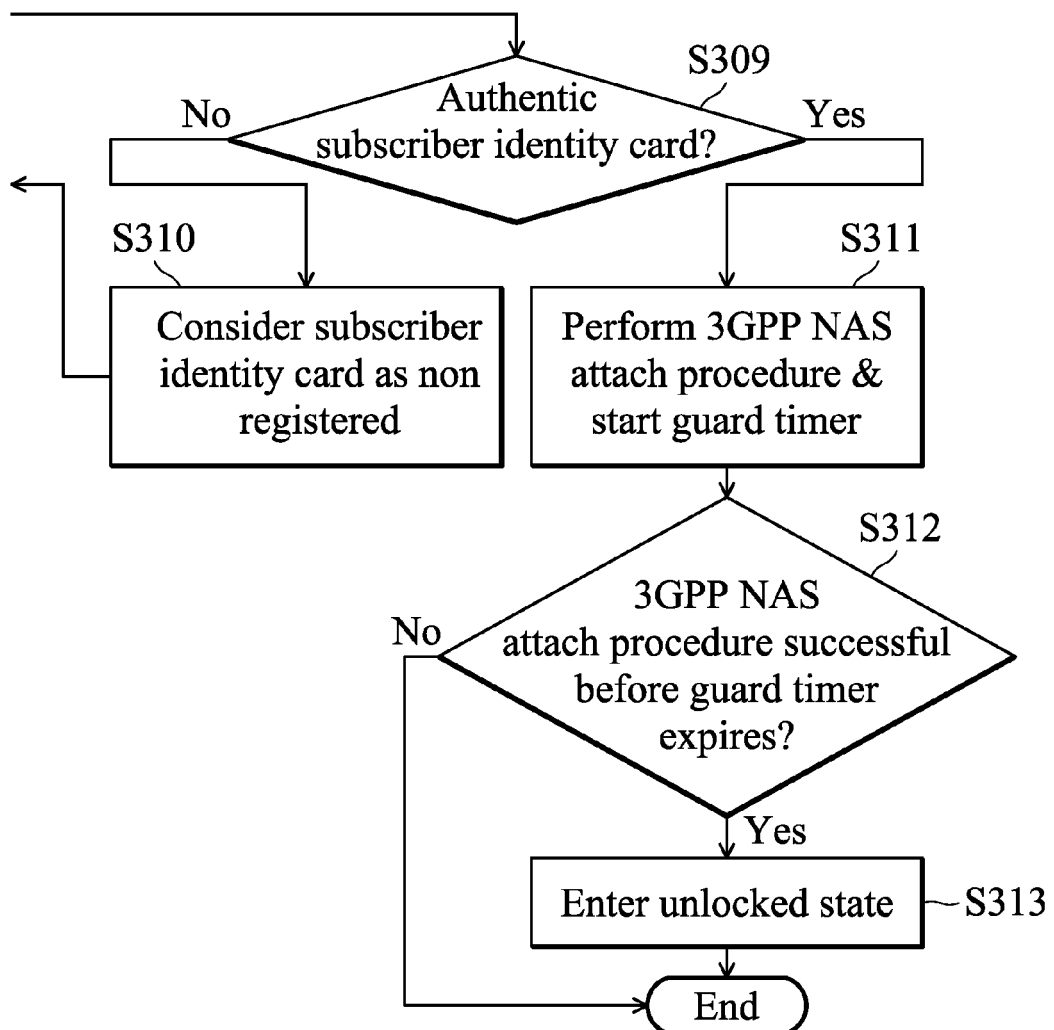 S309
Authentic
subscriber identity card?
No
Yes
S310
Consider subscriber
identity card as non
registered
S311
Perform 3GPP NAS
attach procedure &
start guard timer
S312
3GPP NAS
attach procedure successful
before guard timer
expires?
No
Yes
Enter unlocked state
S313
End